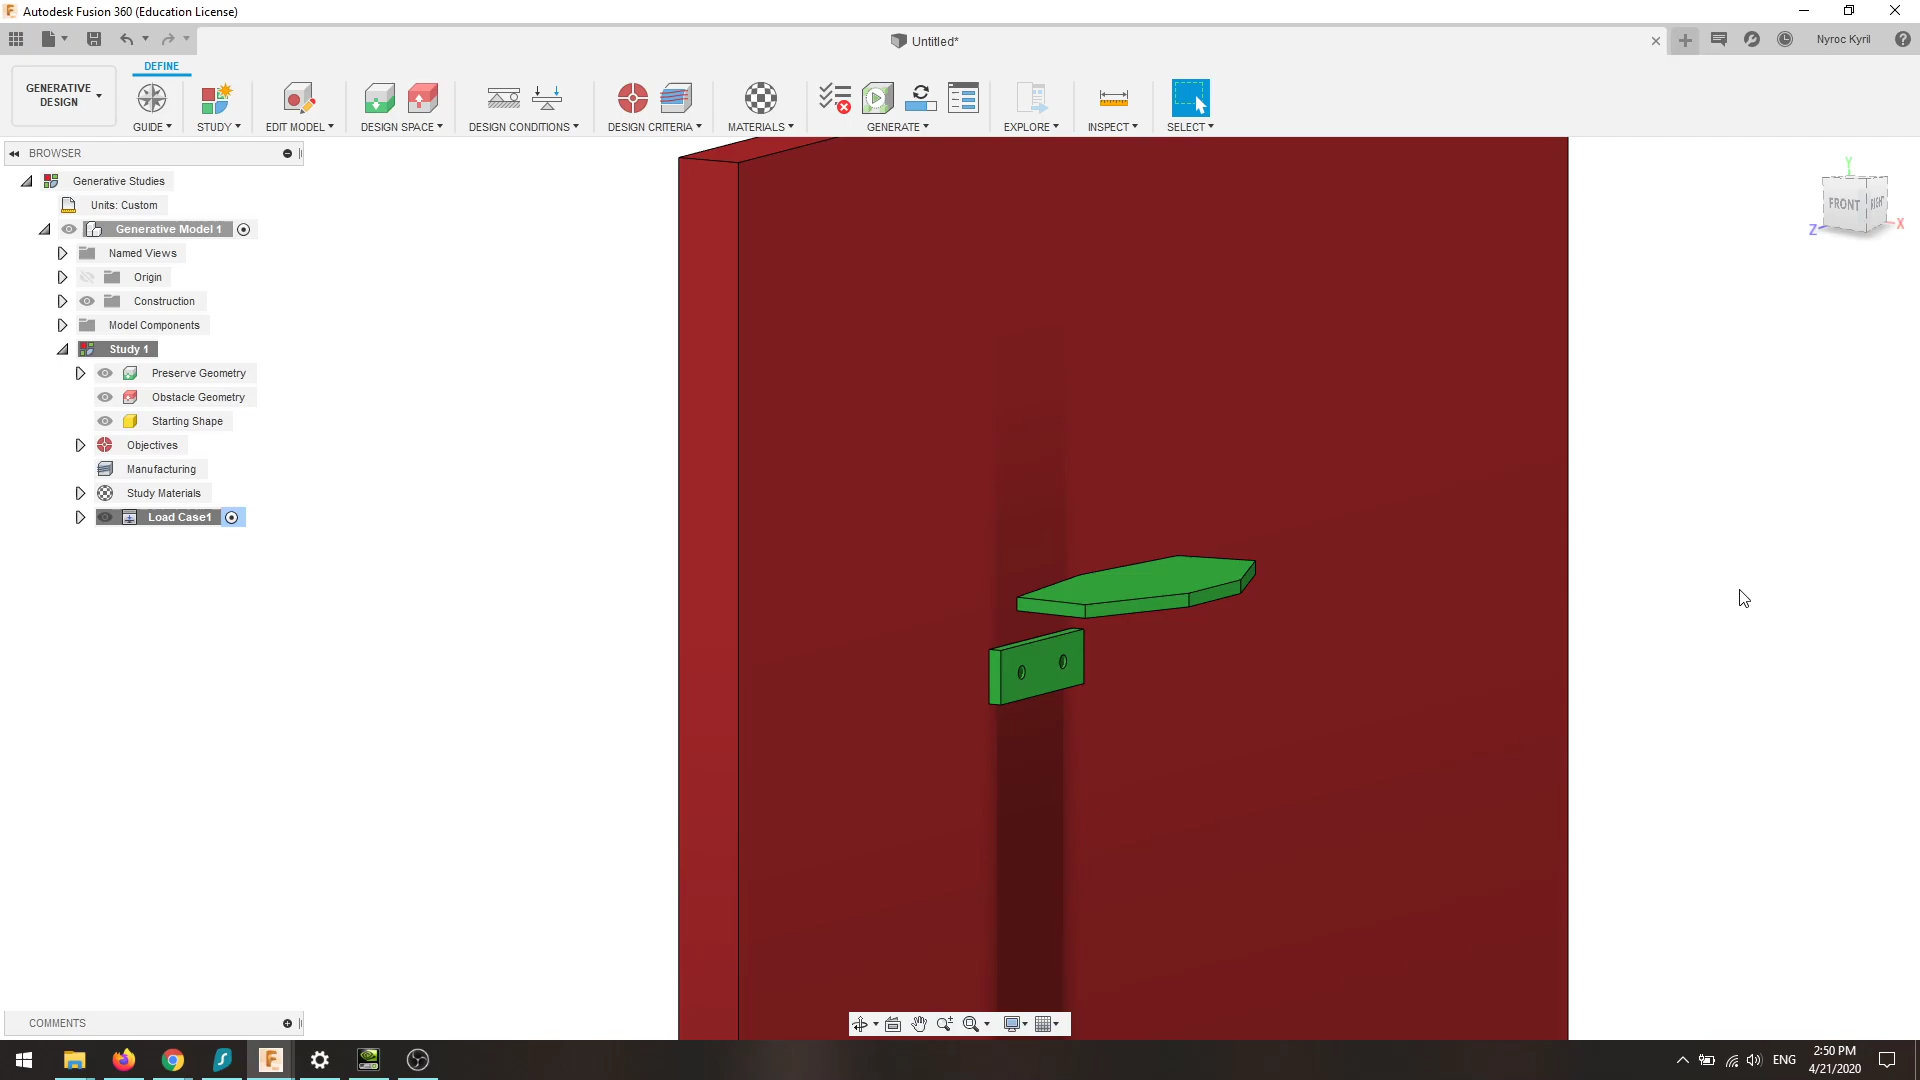 Autodesk Fusion 360 (Education License)
Untitled*
Nyroc Kyril
DEFINE
GENERATIVE
DESIGN
GUIDE
STUDY
EDIT MODEL
DESIGN SPACE
DESIGN CONDITIONS
DESIGN CRITERIA
MATERIALS
GENERATE
EXPLORE
INSPECT
SELECT
BROWSER
Generative Studies
Units: Custom
Generative Model 1
Named Views
Origin
Construction
Model Components
Study 1
Preserve Geometry
Obstacle Geometry
Starting Shape
Objectives
Manufacturing
Study Materials
Load Case1
Y
FRONT
RIGHT
Z
X
COMMENTS
ENG
2:50 PM
4/21/2020